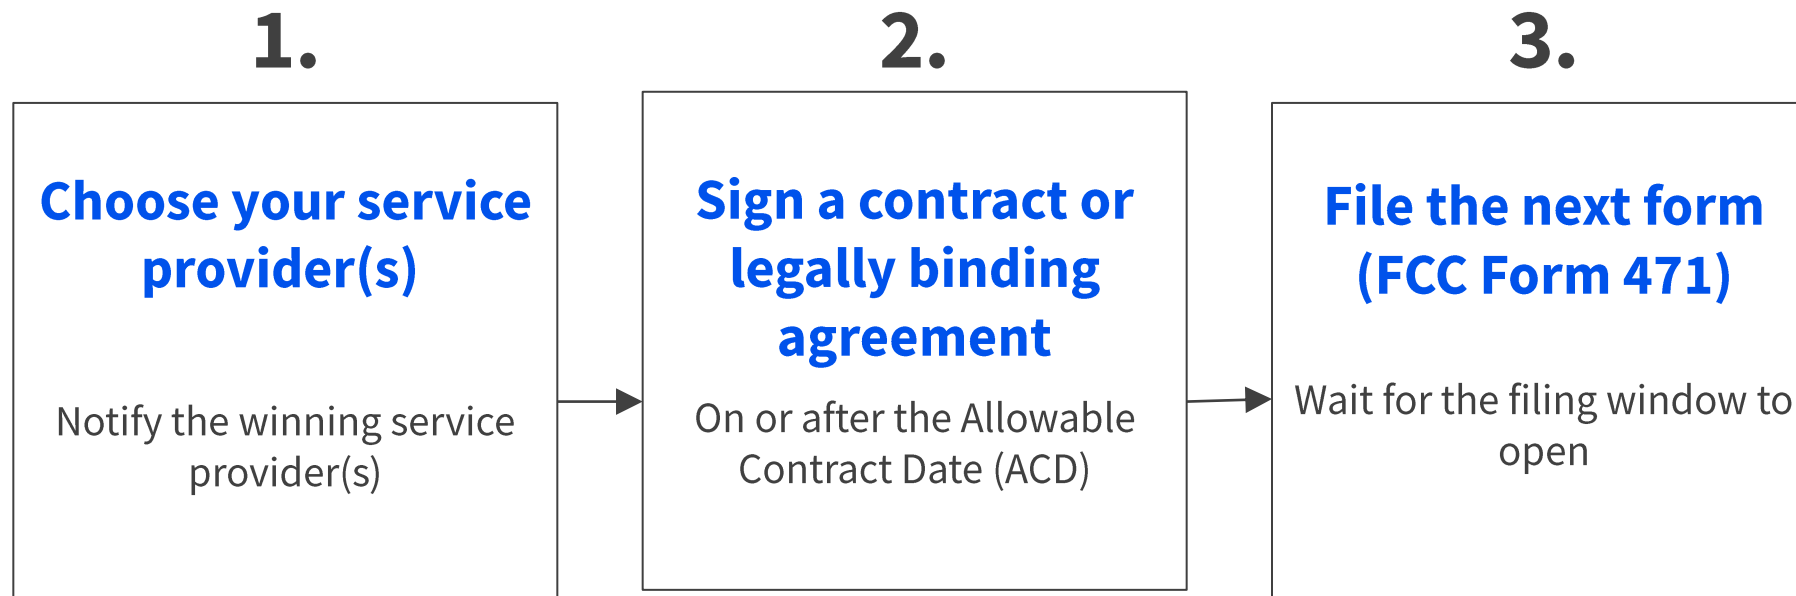 1.
Choose your service
provider(s)
Notify the winning service
provider(s)
2.
Sign a contract or
legally binding
agreement
On or after the Allowable
Contract Date (ACD)
3.
File the next form
(FCC Form 471)
Wait for the filing window to
open